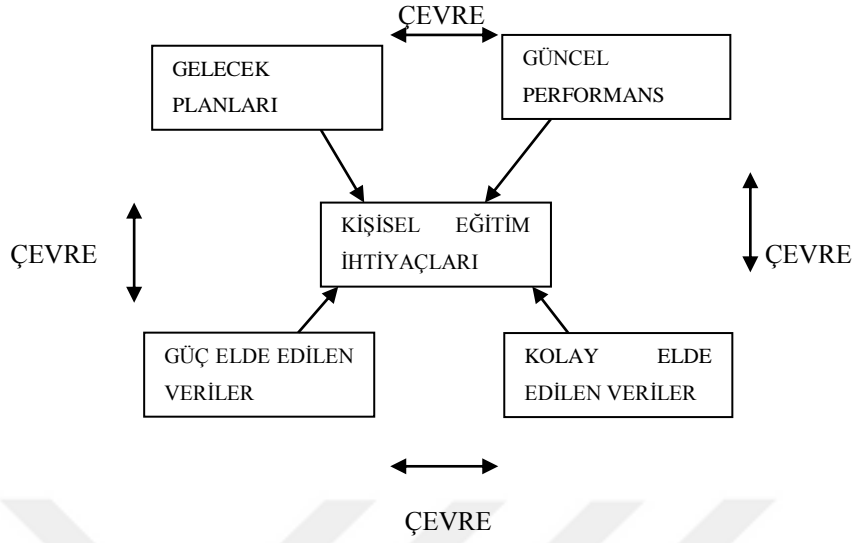 ÇEVRE
GELECEK
PLANLARI
GÜNCEL
PERFORMANS
ÇEVRE
KİŞİSEL EĞİTİM
İHTİYAÇLARI
ÇEVRE
GÜÇ ELDE EDİLEN
VERİLER
KOLAY ELDE
EDİLEN VERİLER
ÇEVRE